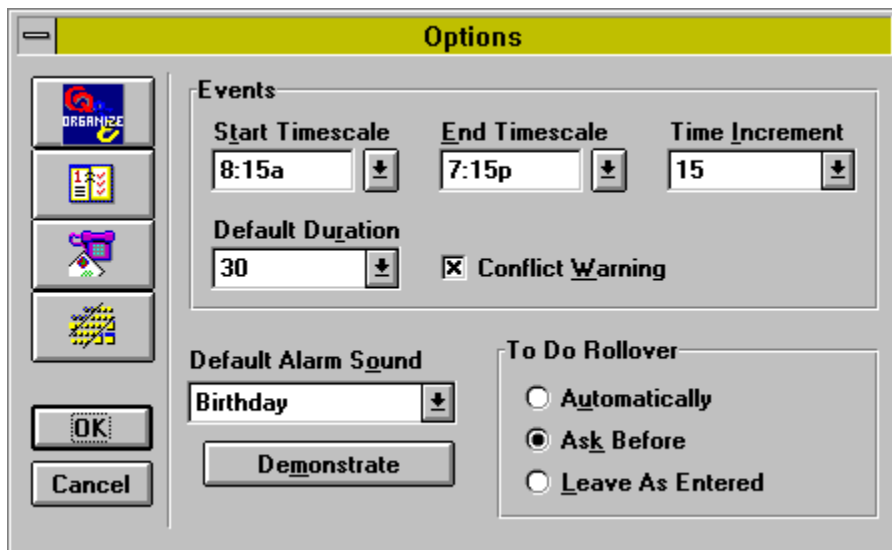 Options
ORGANIZE
Events
Start Timescale
End Timescale
Time Increment
8:15a
7:15p
15
Default Duration
30
Conflict Warning
Default Alarm Sound
Birthday
Demonstrate
To Do Rollover
Automatically
Ask Before
Leave As Entered
OK
Cancel